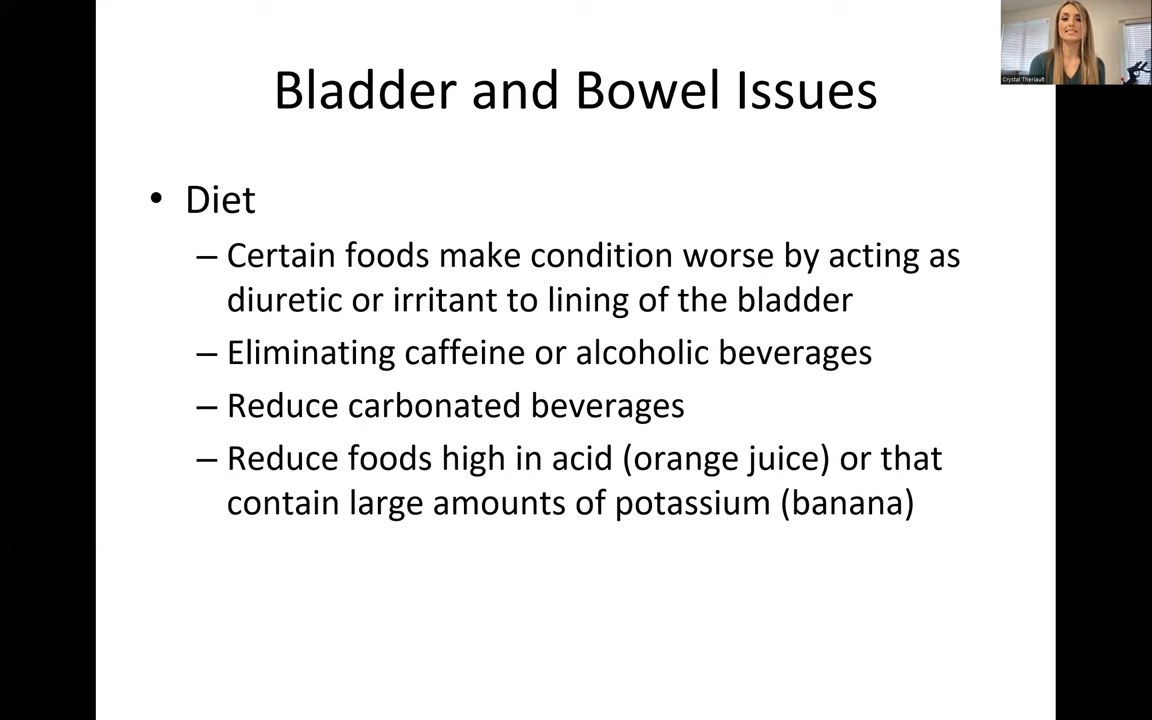 Crystal Theriault
Bladder and Bowel Issues
• Diet
– Certain foods make condition worse by acting as
diuretic or irritant to lining of the bladder
– Eliminating caffeine or alcoholic beverages
– Reduce carbonated beverages
– Reduce foods high in acid (orange juice) or that
contain large amounts of potassium (banana)